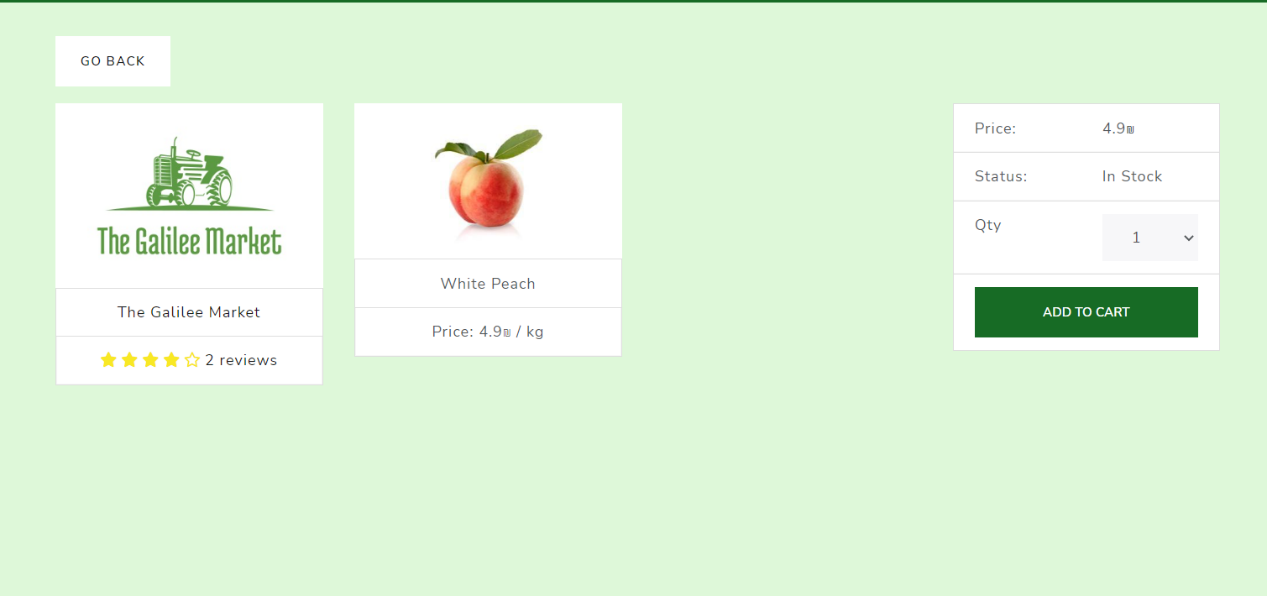 GO BACK
The Galilee Market
The Galilee Market
2 reviews
White Peach
Price: 4.9₪ / kg
Price: 4.9₪
Status: In Stock
Qty 1
ADD TO CART